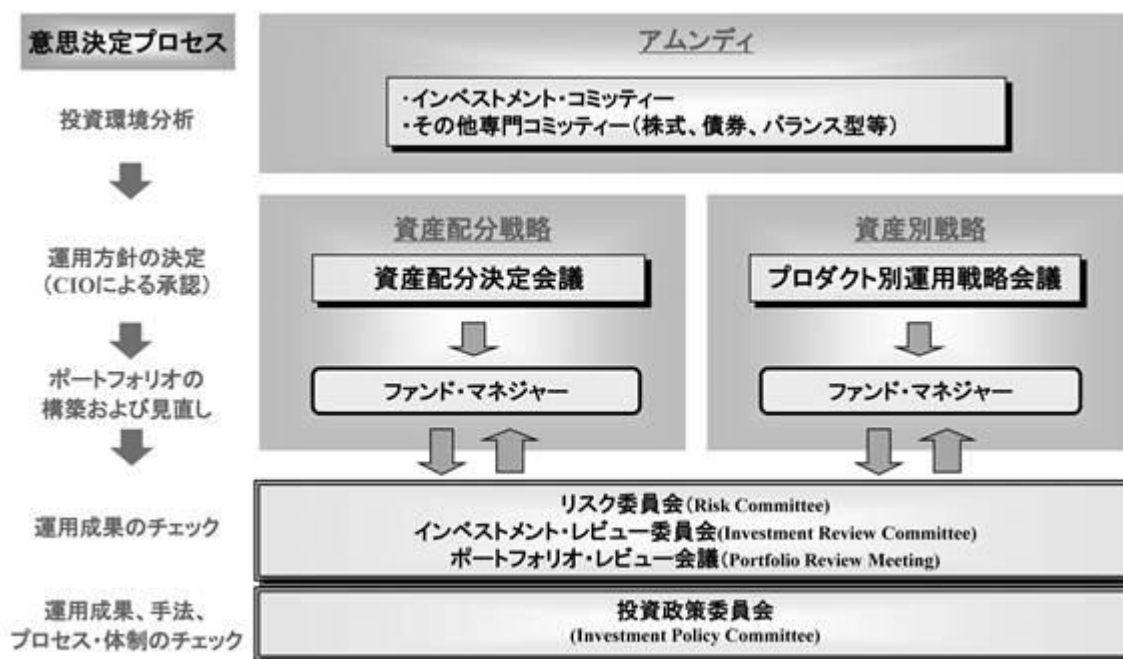 意思決定プロセス
アムンディ
・インベストメント・コミッティー
・その他専門コミッティー(株式、債券、バランス型等)
投資環境分析
資産配分戦略
資産別戦略
運用方針の決定
(CIOによる承認)
資産配分決定会議
プロダクト別運用戦略会議
ポートフォリオの
構築および見直し
ファンド・マネジャー
ファンド・マネジャー
運用成果のチェック
リスク委員会(Risk Committee)
インベストメント・レビュー委員会(Investment Review Committee)
ポートフォリオ・レビュー会議(Portfolio Review Meeting)
運用成果、手法、
プロセス・体制のチェック
投資政策委員会
(Investment Policy Committee)